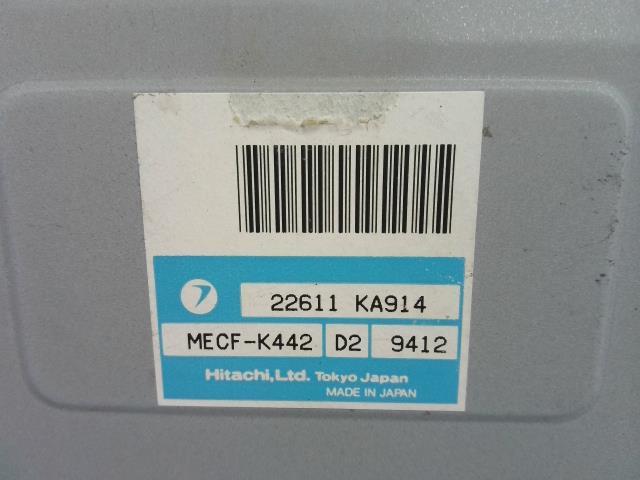 22611 KA914
MECF-K442 D2 9412
Hitachi,Ltd. Tokyo Japan
MADE IN JAPAN